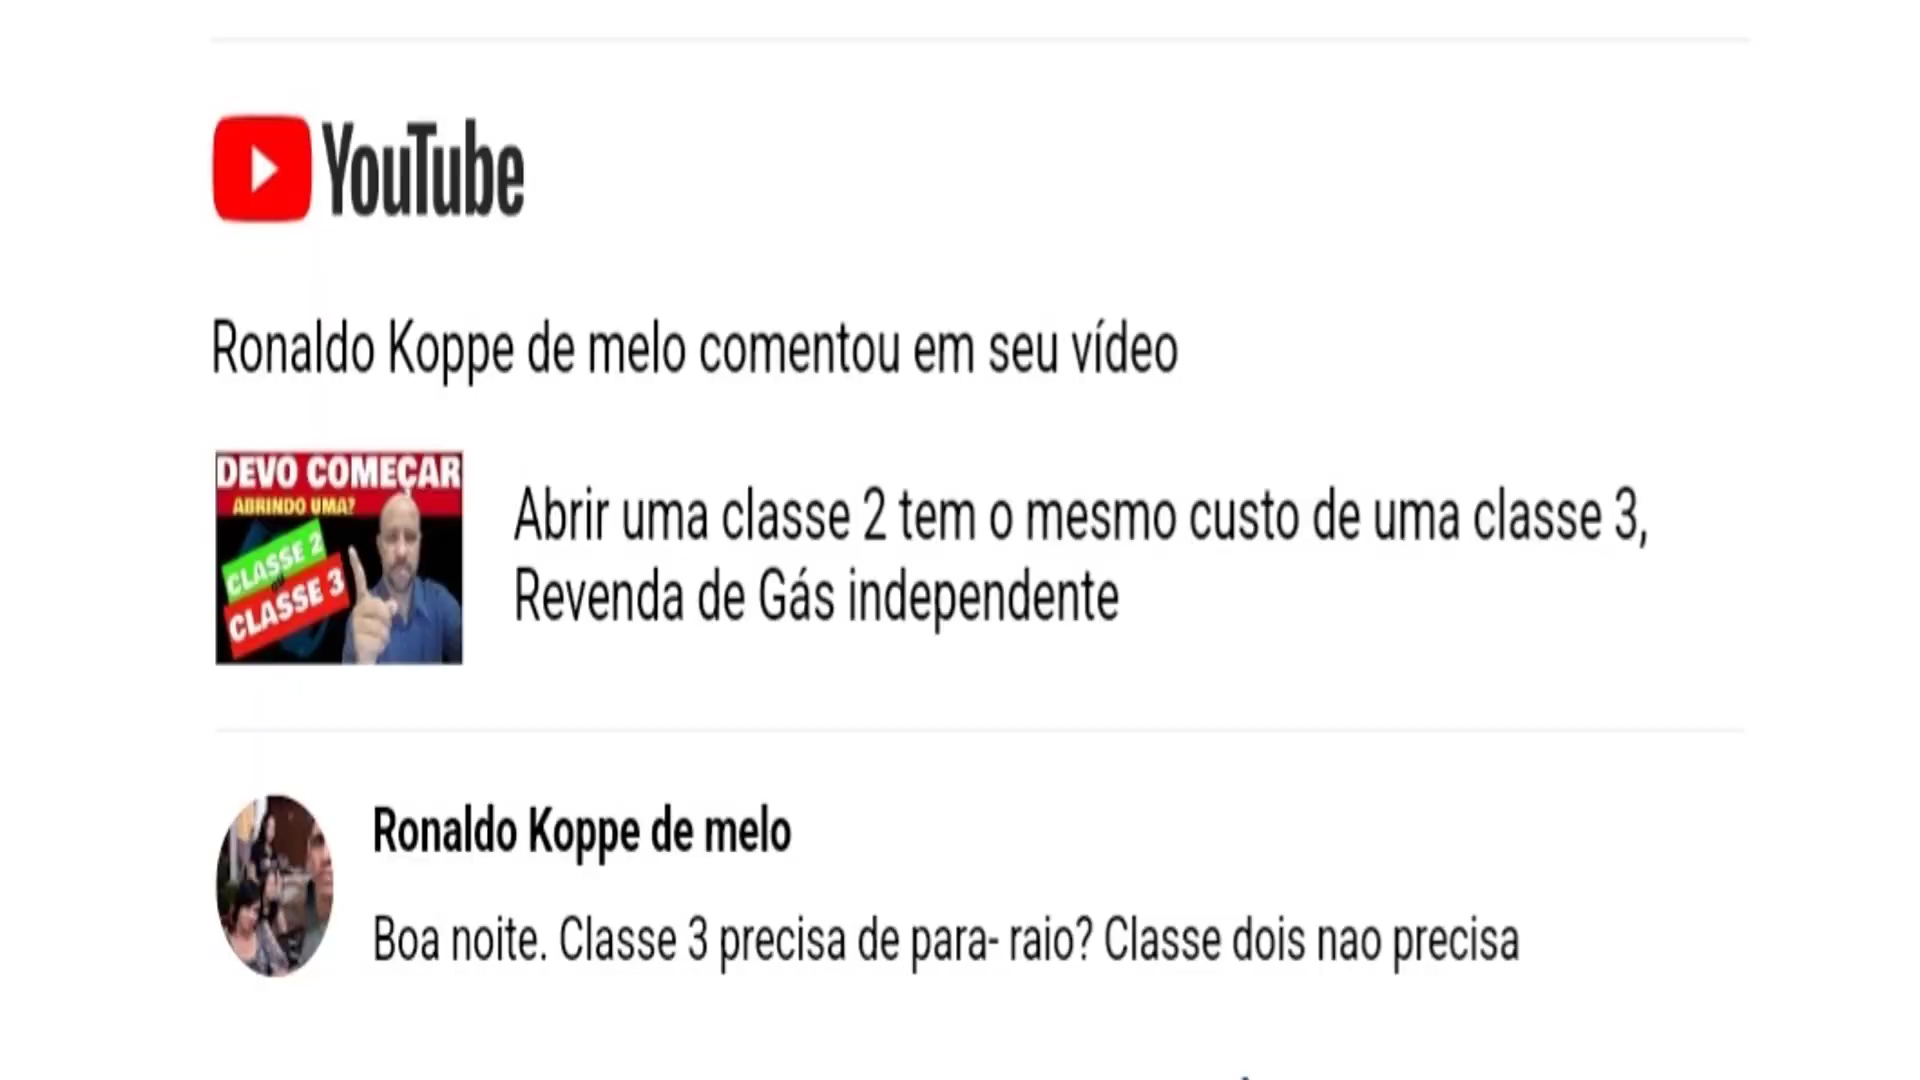 YouTube
Ronaldo Koppe de melo comentou em seu vídeo
DEVO COMEÇAR
ABRINDO UMA?
CLASSE 2
CLASSE 3
Abrir uma classe 2 tem o mesmo custo de uma classe 3,
Revenda de Gás independente
Ronaldo Koppe de melo
Boa noite. Classe 3 precisa de para- raio? Classe dois nao precisa